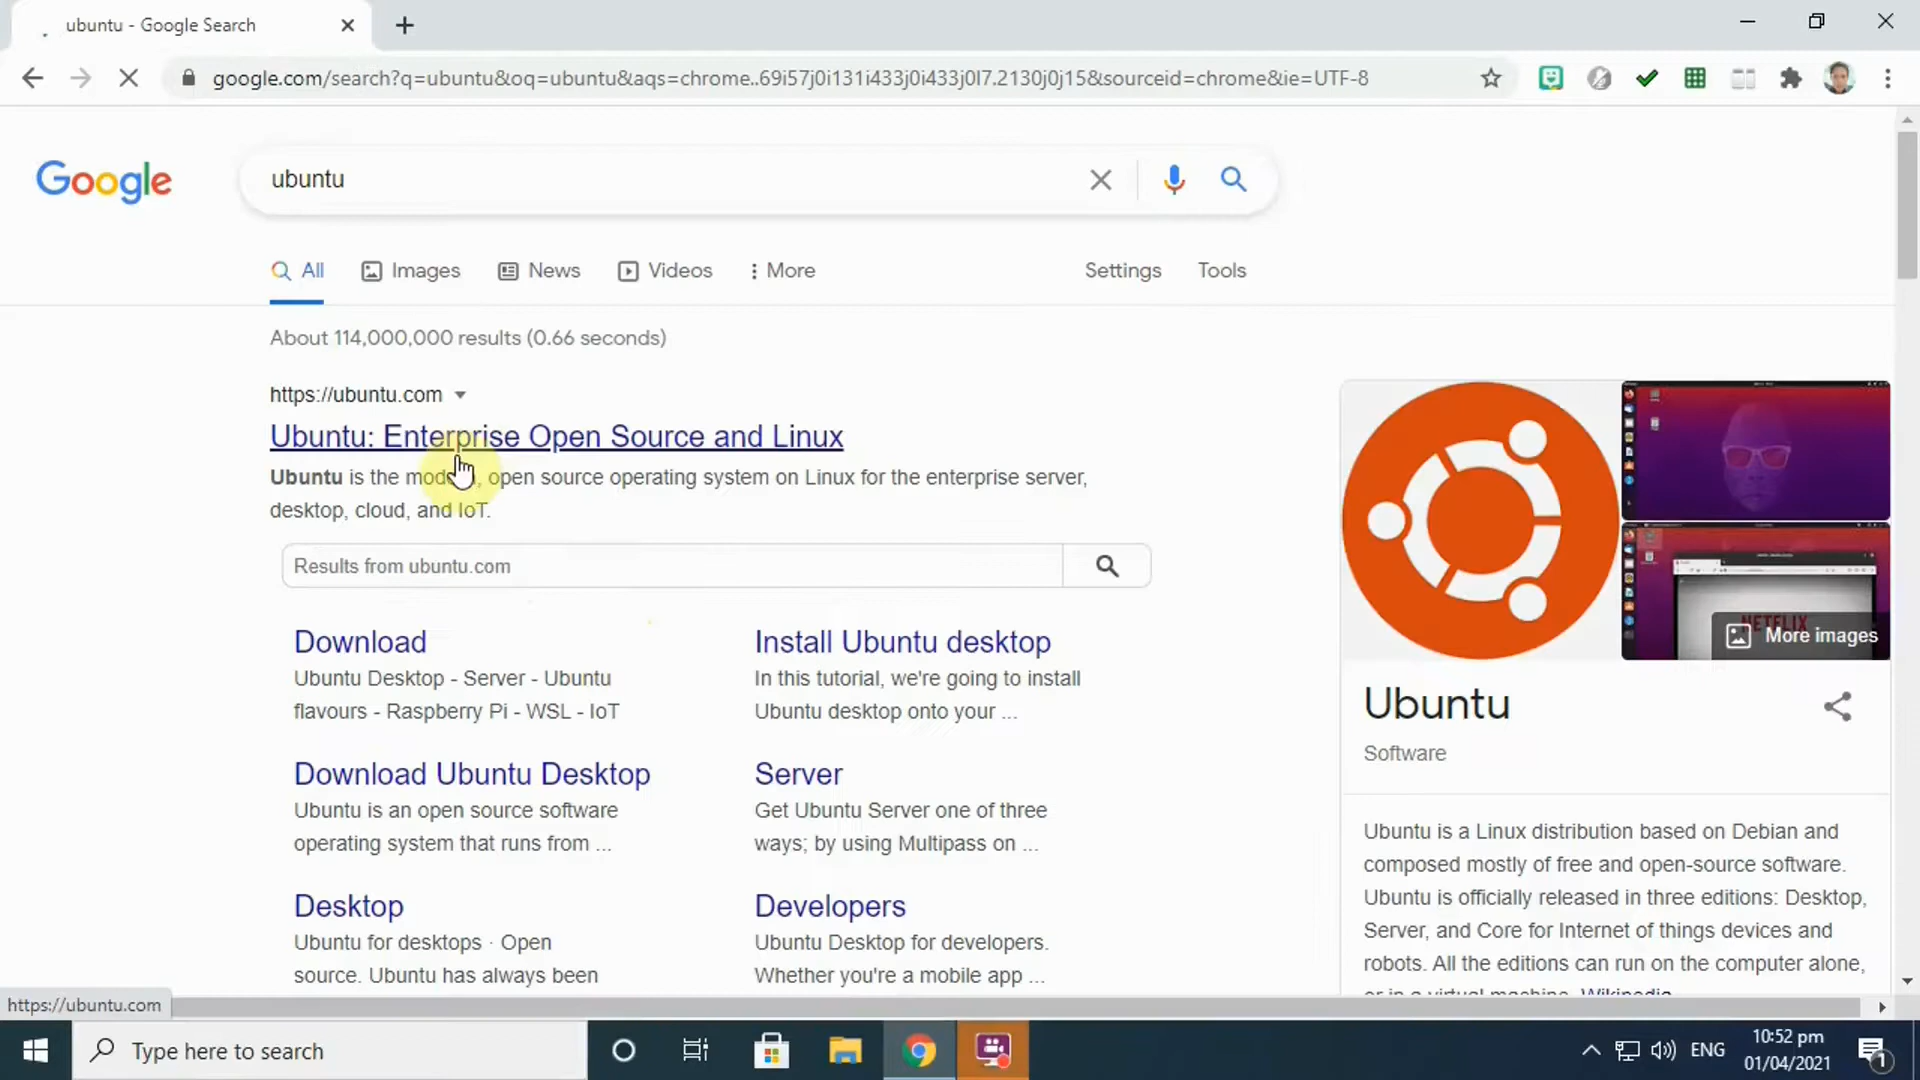 ubuntu - Google Search
google.com/search?q=ubuntu&oq=ubuntu&aqs=chrome..69i57j0i131i433j0i433j0l7.2130j0j15&sourceid=chrome&ie=UTF-8
Google
ubuntu
All Images News Videos More Settings Tools
About 114,000,000 results (0.66 seconds)
https://ubuntu.com
Ubuntu: Enterprise Open Source and Linux
Ubuntu is the open source operating system on Linux for the enterprise server,
desktop, cloud, and IoT.
Results from ubuntu.com
Download
Ubuntu Desktop - Server - Ubuntu
flavours - Raspberry Pi - WSL - IoT
Install Ubuntu desktop
In this tutorial, we're going to install
Ubuntu desktop onto your ...
Download Ubuntu Desktop
Ubuntu is an open source software
operating system that runs from ...
Server
Get Ubuntu Server one of three
ways; by using Multipass on ...
Desktop
Ubuntu for desktops · Open
source. Ubuntu has always been
Developers
Ubuntu Desktop for developers.
Whether you're a mobile app ...
NETFLIX
More images
Ubuntu
Software
Ubuntu is a Linux distribution based on Debian and
composed mostly of free and open-source software.
Ubuntu is officially released in three editions: Desktop,
Server, and Core for Internet of things devices and
robots. All the editions can run on the computer alone,
or in a virtual machine. Wikipedia
https://ubuntu.com
Type here to search
ENG
10:52 pm
01/04/2021
1